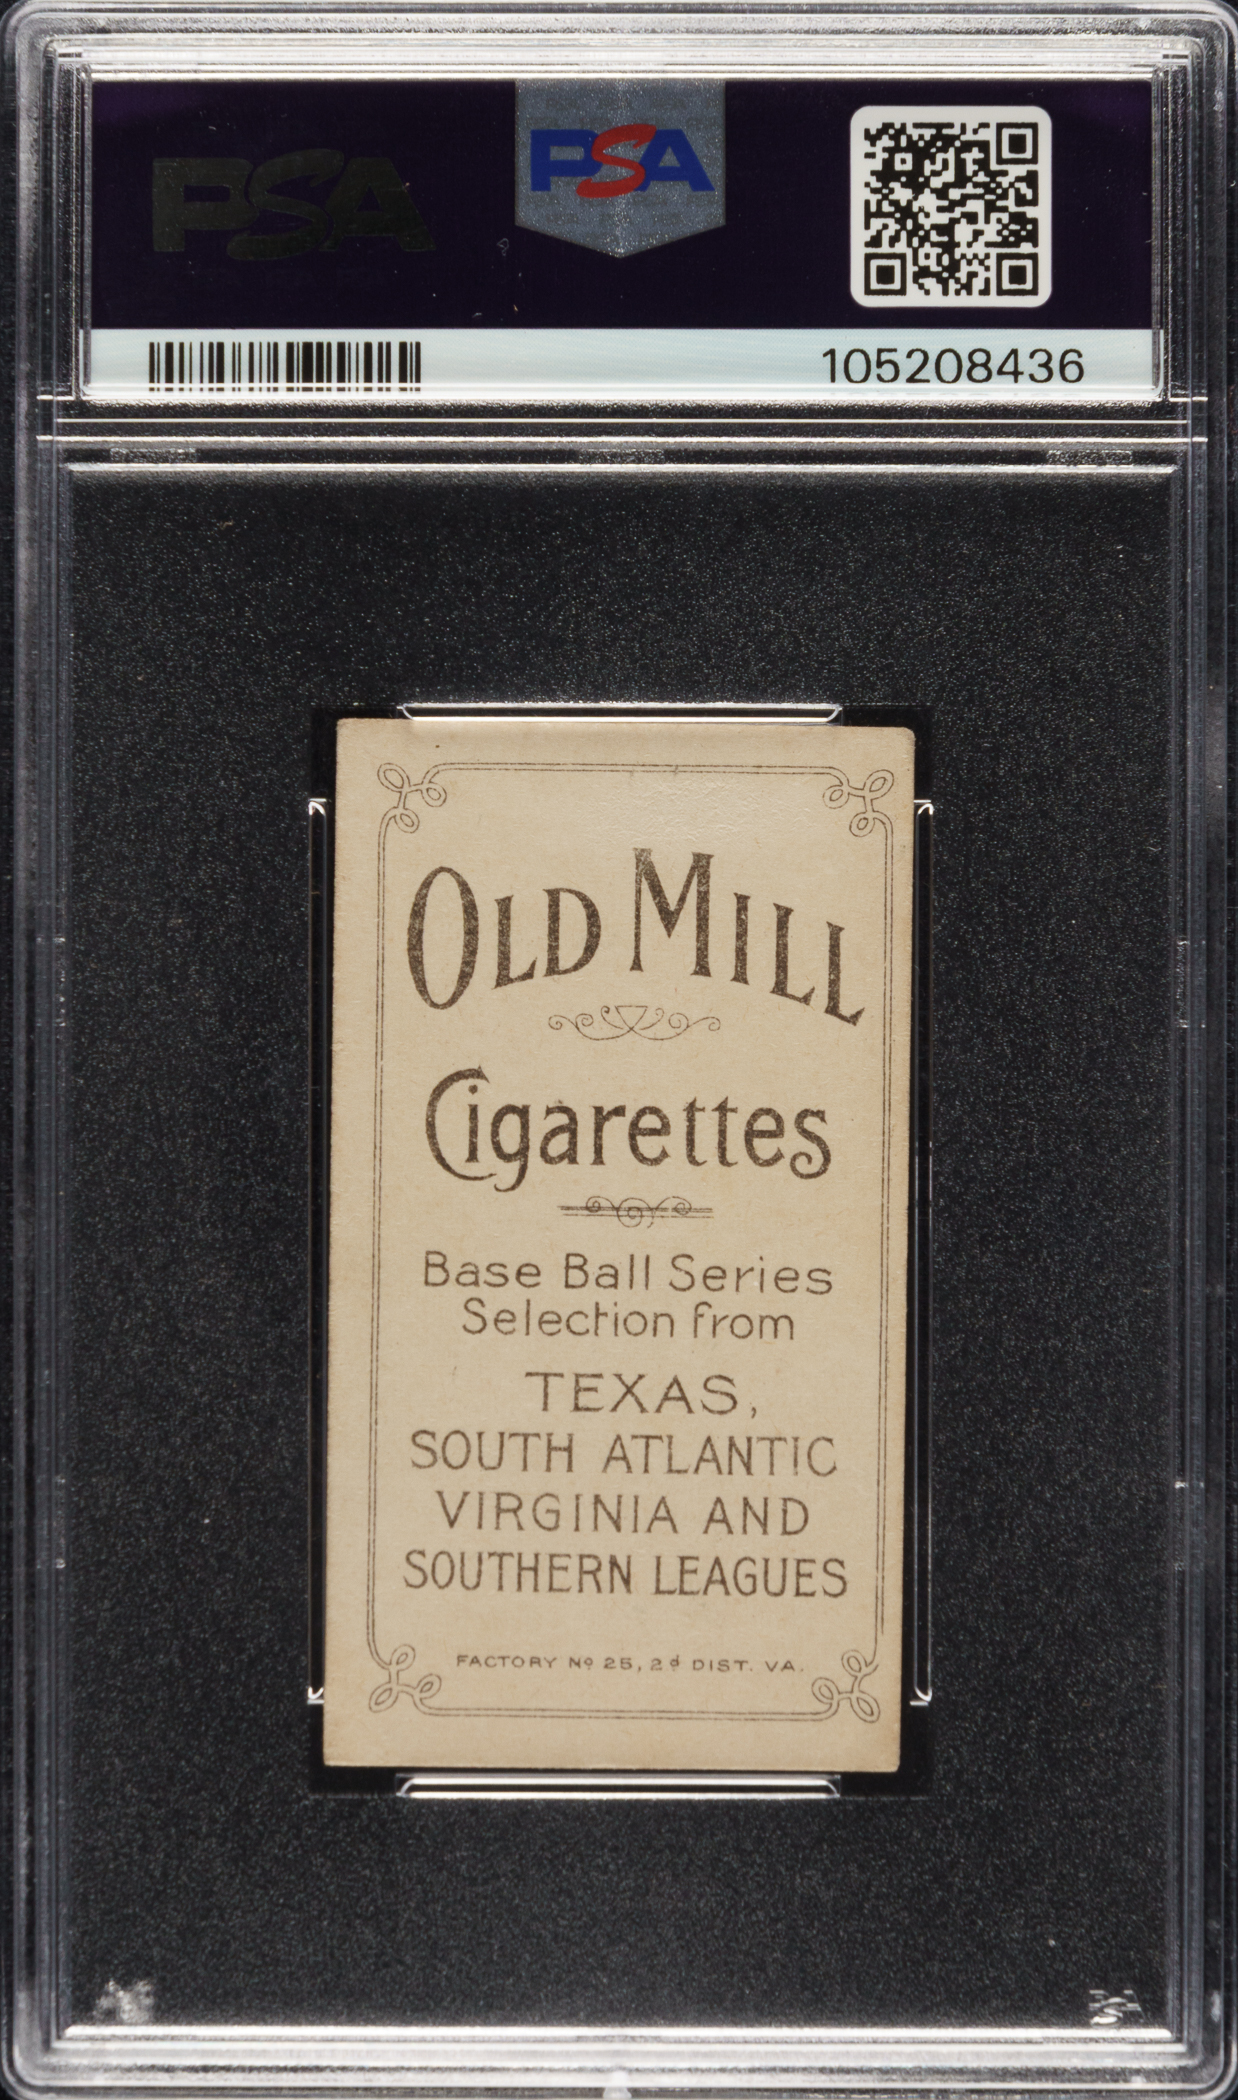 PSA
PSA
105208436
OLD MILL
Cigarettes
Base Ball Series
Selection from
TEXAS,
SOUTH ATLANTIC
VIRGINIA AND
SOUTHERN LEAGUES
FACTORY Nº 25, 2d DIST. VA.